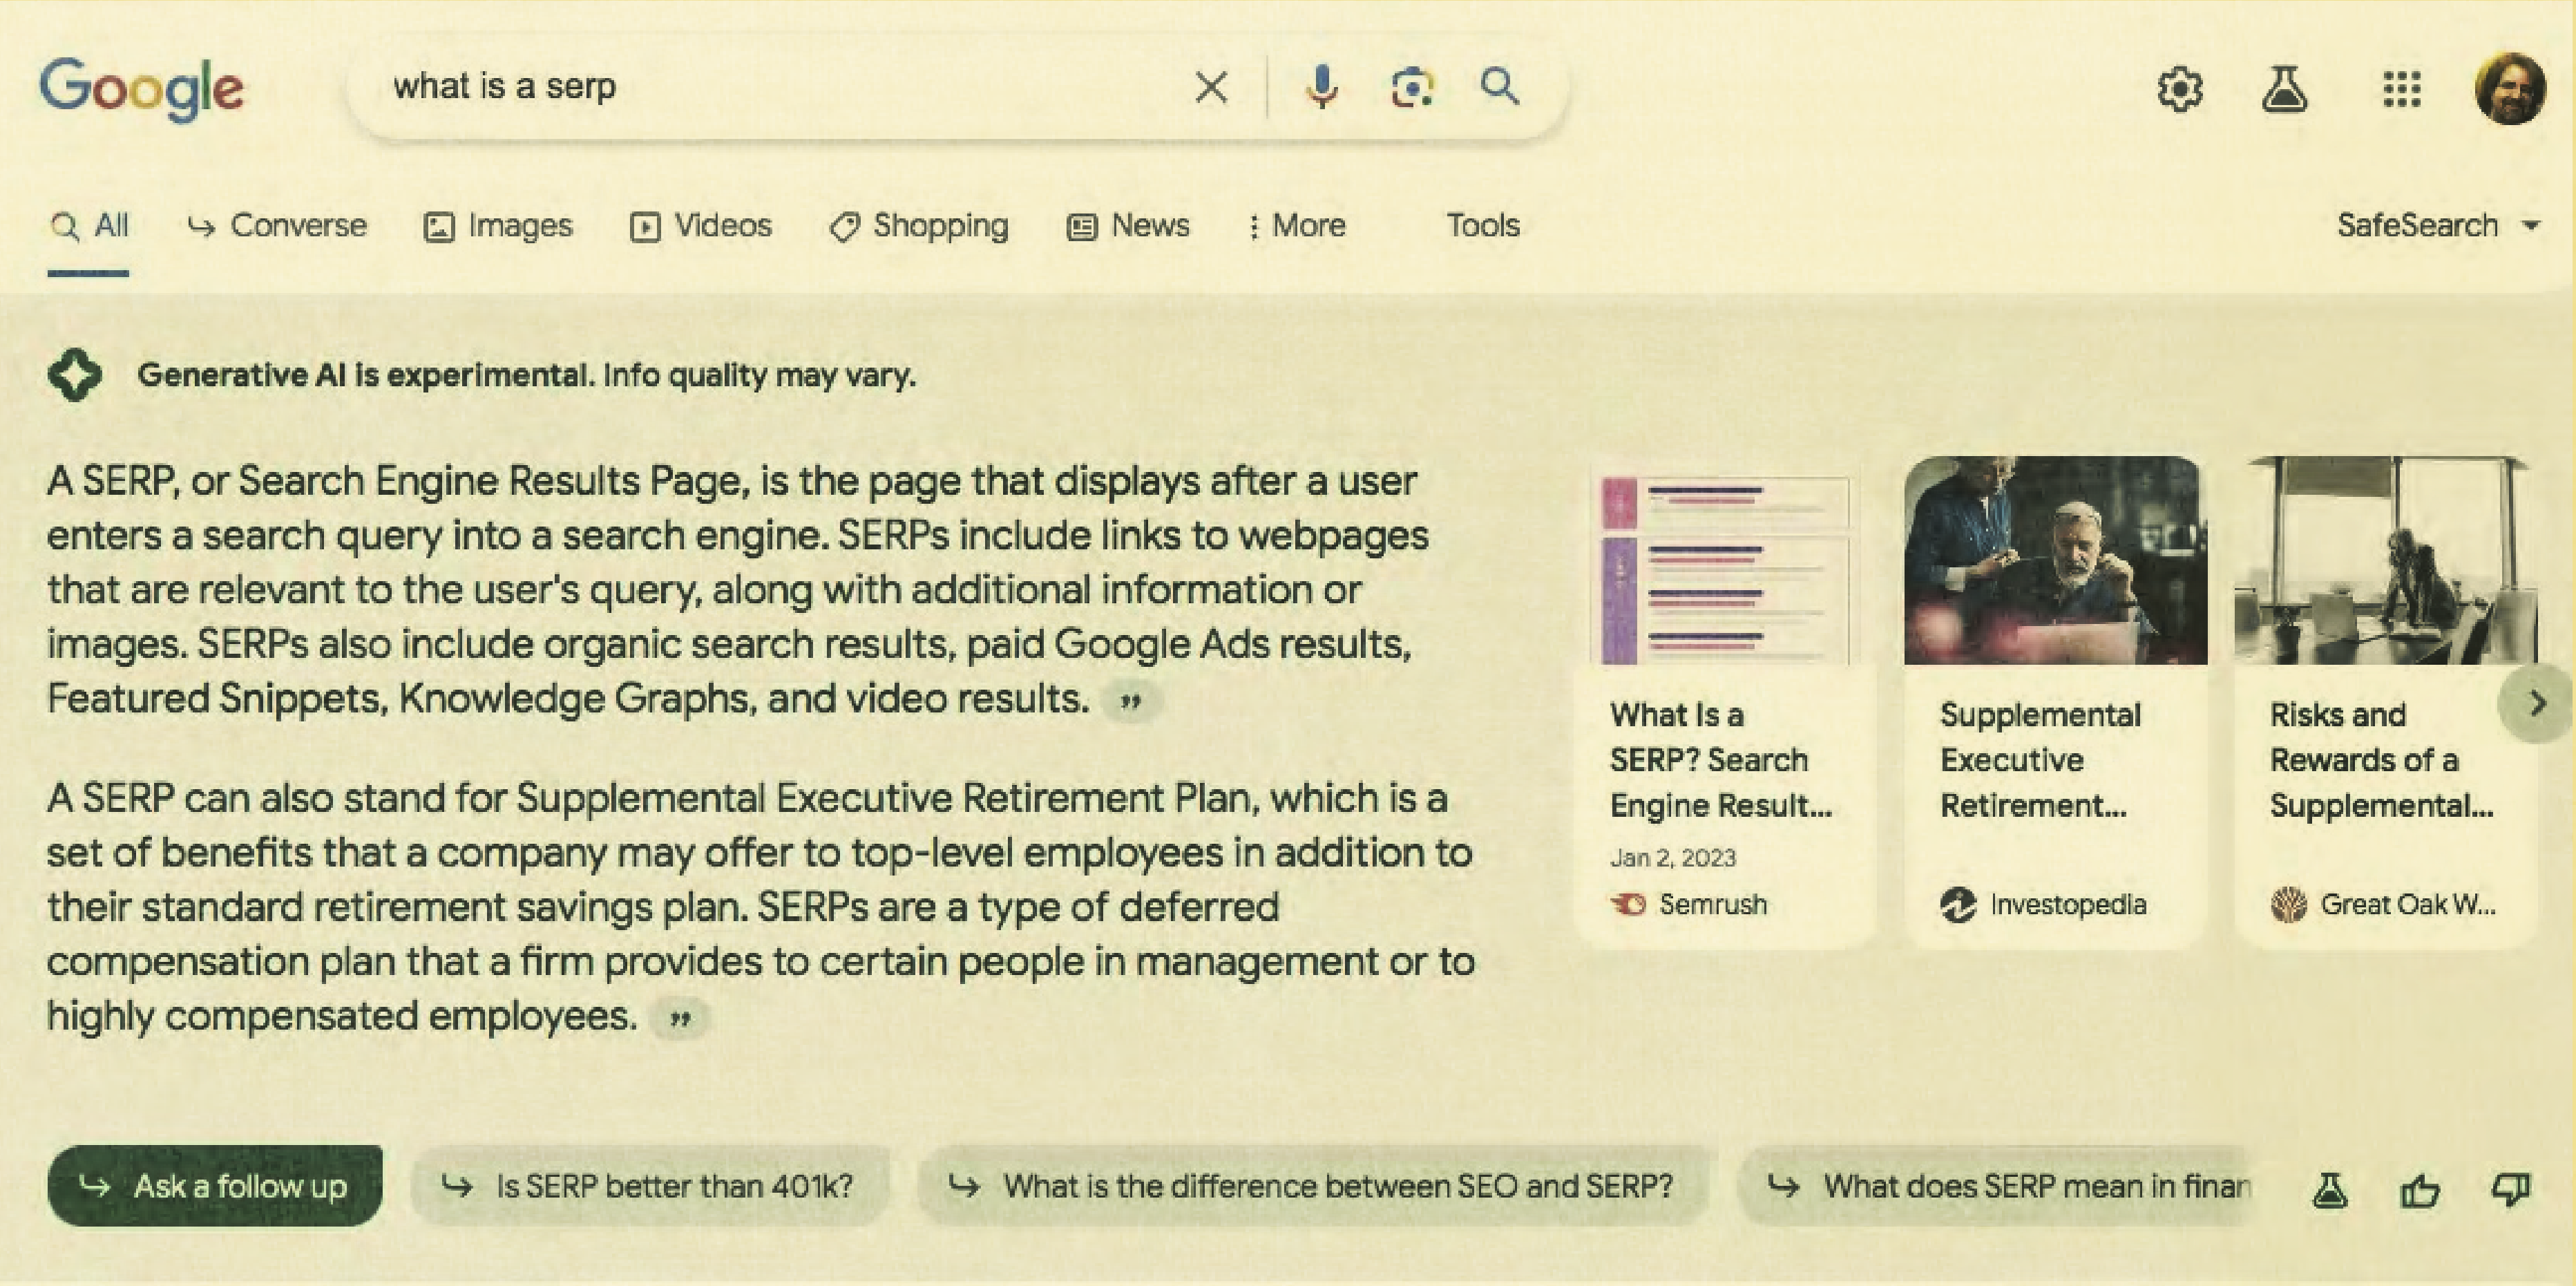 Google
what is a serp
All
Converse
Images
Videos
Shopping
News
More
Tools
SafeSearch
Generative AI is experimental. Info quality may vary.
A SERP, or Search Engine Results Page, is the page that displays after a user
enters a search query into a search engine. SERPs include links to webpages
that are relevant to the user's query, along with additional information or
images. SERPs also include organic search results, paid Google Ads results,
Featured Snippets, Knowledge Graphs, and video results.
A SERP can also stand for Supplemental Executive Retirement Plan, which is a
set of benefits that a company may offer to top-level employees in addition to
their standard retirement savings plan. SERPs are a type of deferred
compensation plan that a firm provides to certain people in management or to
highly compensated employees.
What Is a
SERP? Search
Engine Result...
Jan 2, 2023
Semrush
Supplemental
Executive
Retirement...
Investopedia
Risks and
Rewards of a
Supplemental...
Great Oak W...
Ask a follow up
Is SERP better than 401k?
What is the difference between SEO and SERP?
What does SERP mean in finan